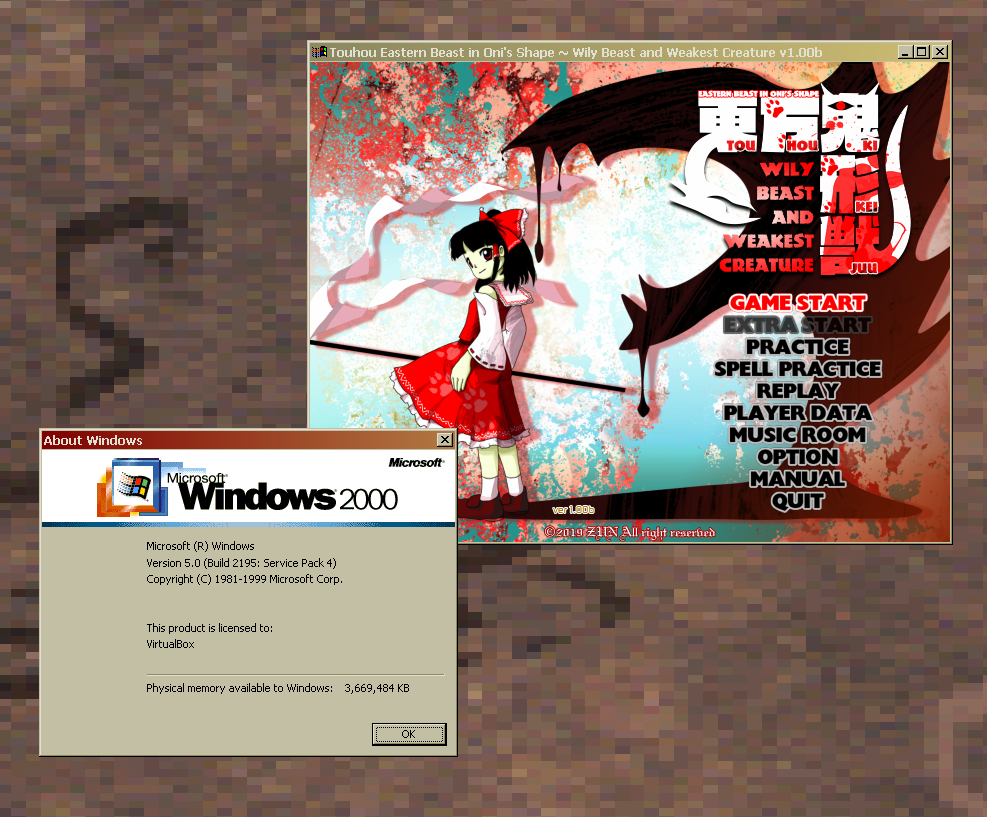 Touhou Eastern Beast in Oni's Shape ~ Wily Beast and Weakest Creature v1.00b
EASTERN BEAST IN ONI'S SHAPE
東方鬼
TOU HOU KI
形
KEI
獣
JUU
WILY
BEAST
AND
WEAKEST
CREATURE
GAME START
EXTRA START
PRACTICE
SPELL PRACTICE
REPLAY
PLAYER DATA
MUSIC ROOM
OPTION
MANUAL
QUIT
ver1.00b
©2019 ZUN All right reserved
About Windows
Microsoft
Microsoft
Windows 2000
Microsoft (R) Windows
Version 5.0 (Build 2195: Service Pack 4)
Copyright (C) 1981-1999 Microsoft Corp.
This product is licensed to:
VirtualBox
Physical memory available to Windows: 3,669,484 KB
OK